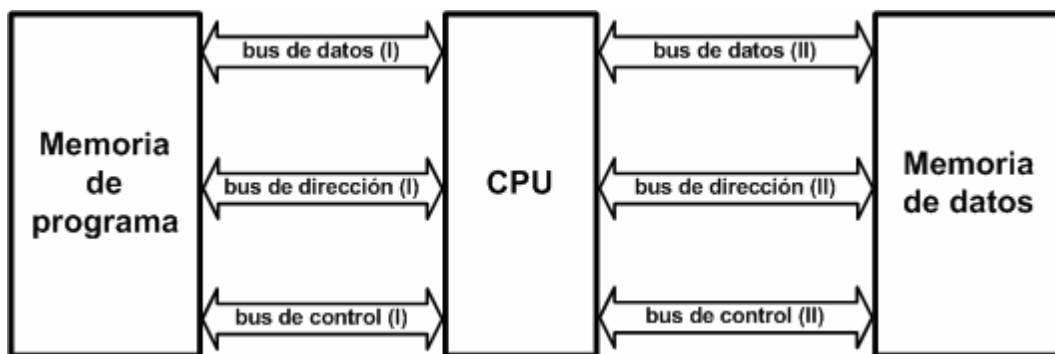 Memoria
de
programa
bus de datos (I)
bus de dirección (I)
bus de control (I)
CPU
bus de datos (II)
bus de dirección (II)
bus de control (II)
Memoria
de datos